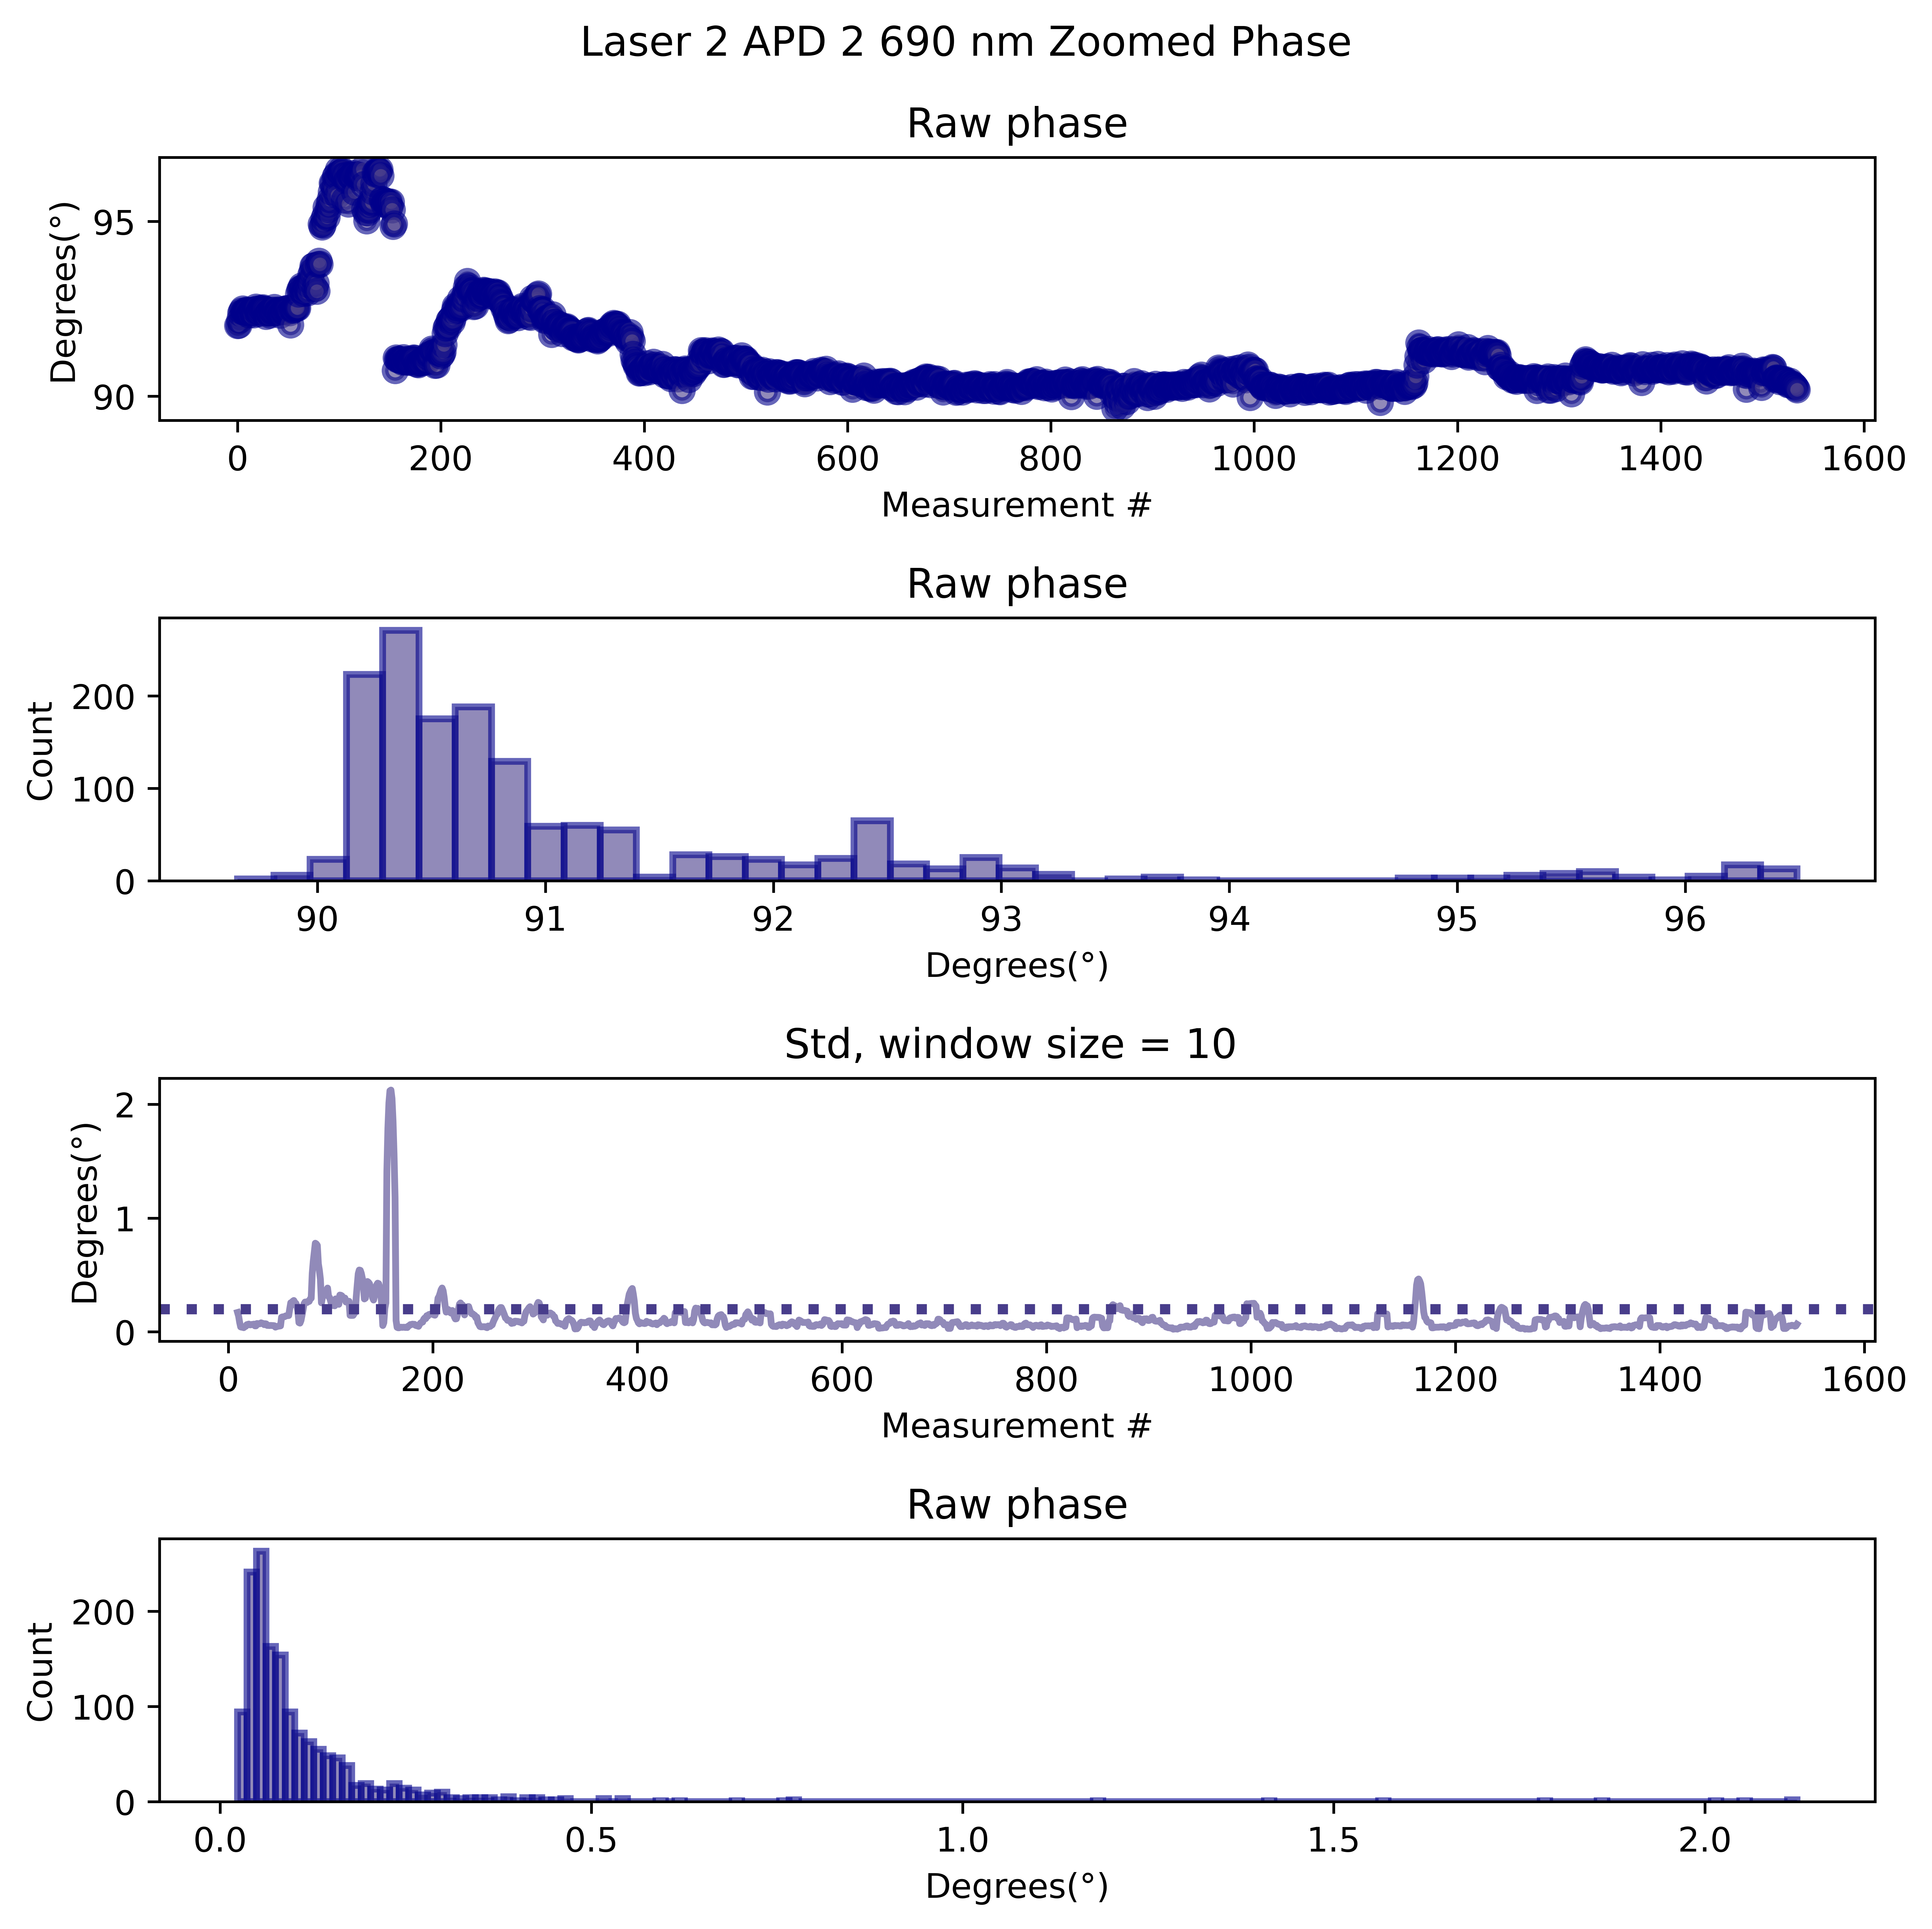 Laser 2 APD 2 690 nm Zoomed Phase
Raw phase
Degrees(°)
95
90
0 200 400 600 800 1000 1200 1400 1600
Measurement #
Raw phase
Count
200
100
0
90 91 92 93 94 95 96
Degrees(°)
Std, window size = 10
Degrees(°)
2
1
0
0 200 400 600 800 1000 1200 1400 1600
Measurement #
Raw phase
Count
200
100
0
0.0 0.5 1.0 1.5 2.0
Degrees(°)